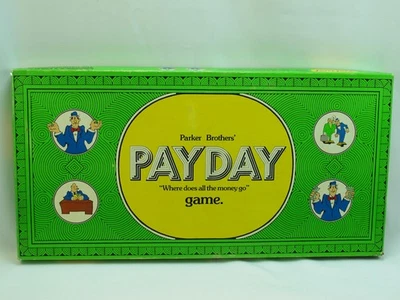 Parker Brothers'
PAYDAY
"Where does all the money go"
game.